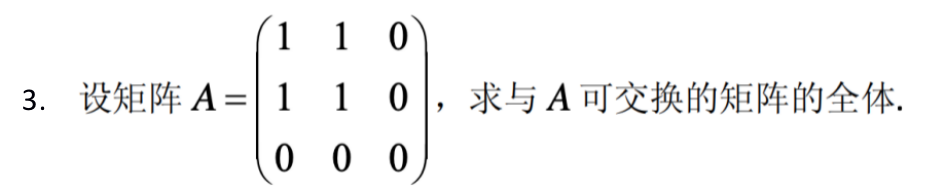 3. 设矩阵 A = 
1 1 0
1 1 0
0 0 0
，求与 A 可交换的矩阵的全体.